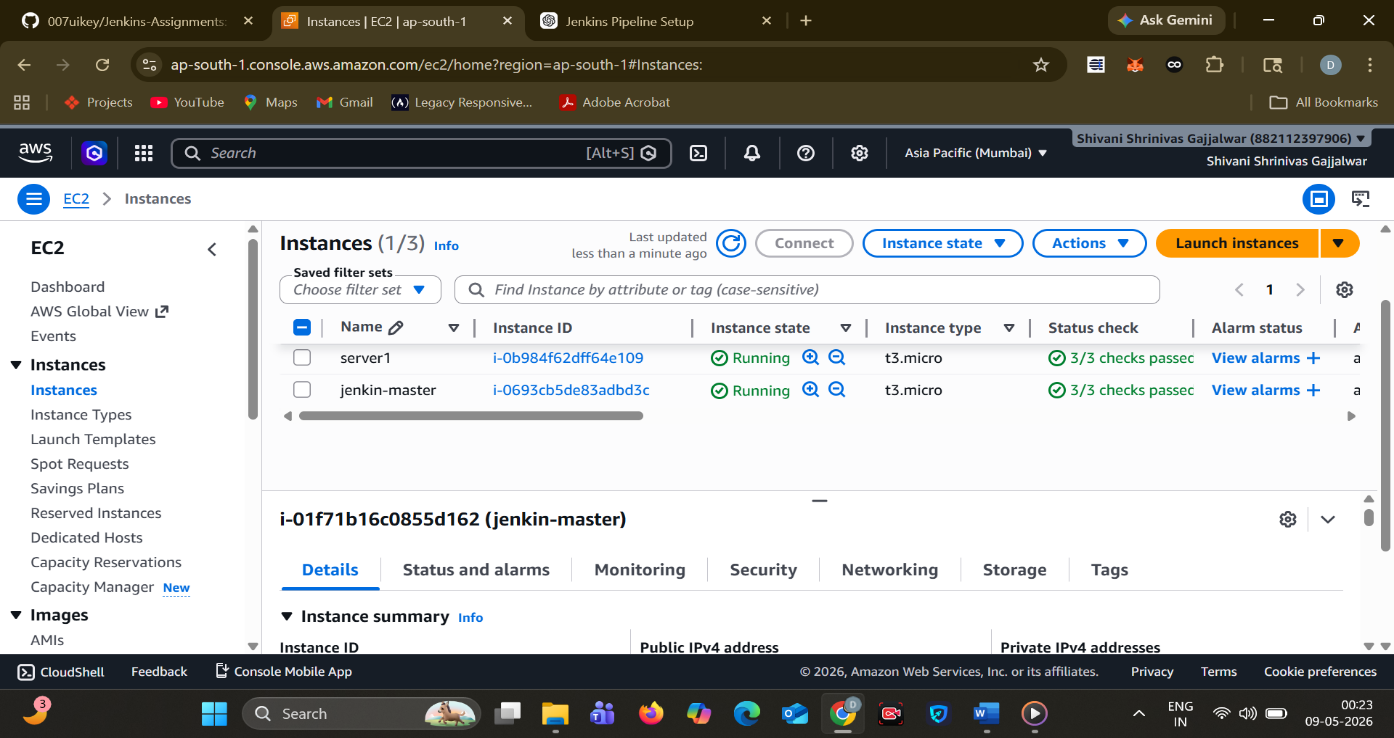 007uikey/Jenkins-Assignments:
Instances | EC2 | ap-south-1
Jenkins Pipeline Setup
Ask Gemini
ap-south-1.console.aws.amazon.com/ec2/home?region=ap-south-1#Instances:
D
Projects
YouTube
Maps
Gmail
Legacy Responsive...
Adobe Acrobat
All Bookmarks
aws
Search
[Alt+S]
Asia Pacific (Mumbai)
Shivani Shrinivas Gajjalwar (882112397906)
Shivani Shrinivas Gajjalwar
EC2
Instances
EC2
Dashboard
AWS Global View
Events
Instances
Instances
Instance Types
Launch Templates
Spot Requests
Savings Plans
Reserved Instances
Dedicated Hosts
Capacity Reservations
Capacity Manager New
Images
AMIs
Instances (1/3) Info
Last updated
less than a minute ago
Connect
Instance state
Actions
Launch instances
Saved filter sets
Choose filter set
Find Instance by attribute or tag (case-sensitive)
1
Name Instance ID Instance state Instance type Status check Alarm status A
server1 i-0b984f62dff64e109 Running t3.micro 3/3 checks passec View alarms + a
jenkin-master i-0693cb5de83adbd3c Running t3.micro 3/3 checks passec View alarms + a
i-01f71b16c0855d162 (jenkin-master)
Details Status and alarms Monitoring Security Networking Storage Tags
Instance summary Info
Instance ID Public IPv4 address Private IPv4 addresses
CloudShell Feedback Console Mobile App © 2026, Amazon Web Services, Inc. or its affiliates. Privacy Terms Cookie preferences
3
Search
D
ENG
IN
00:23
09-05-2026